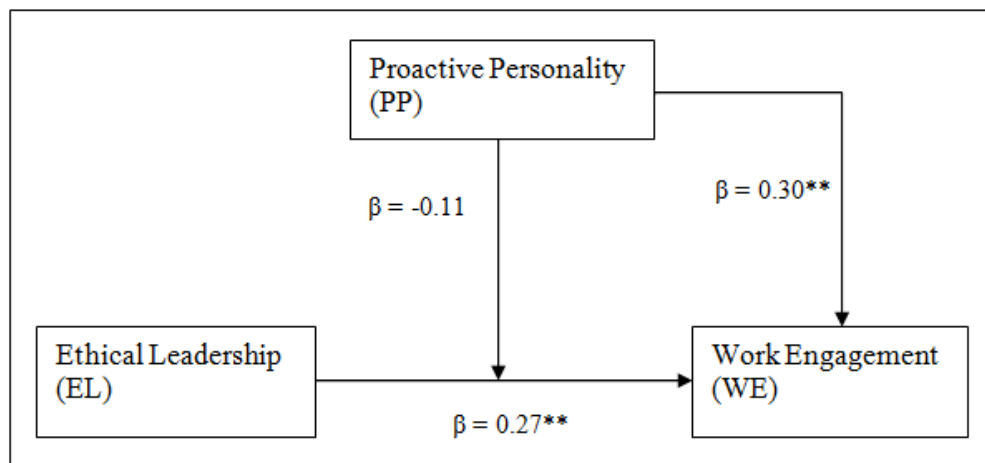 Proactive Personality
(PP)
β = -0.11
β = 0.30**
Ethical Leadership
(EL)
Work Engagement
(WE)
β = 0.27**